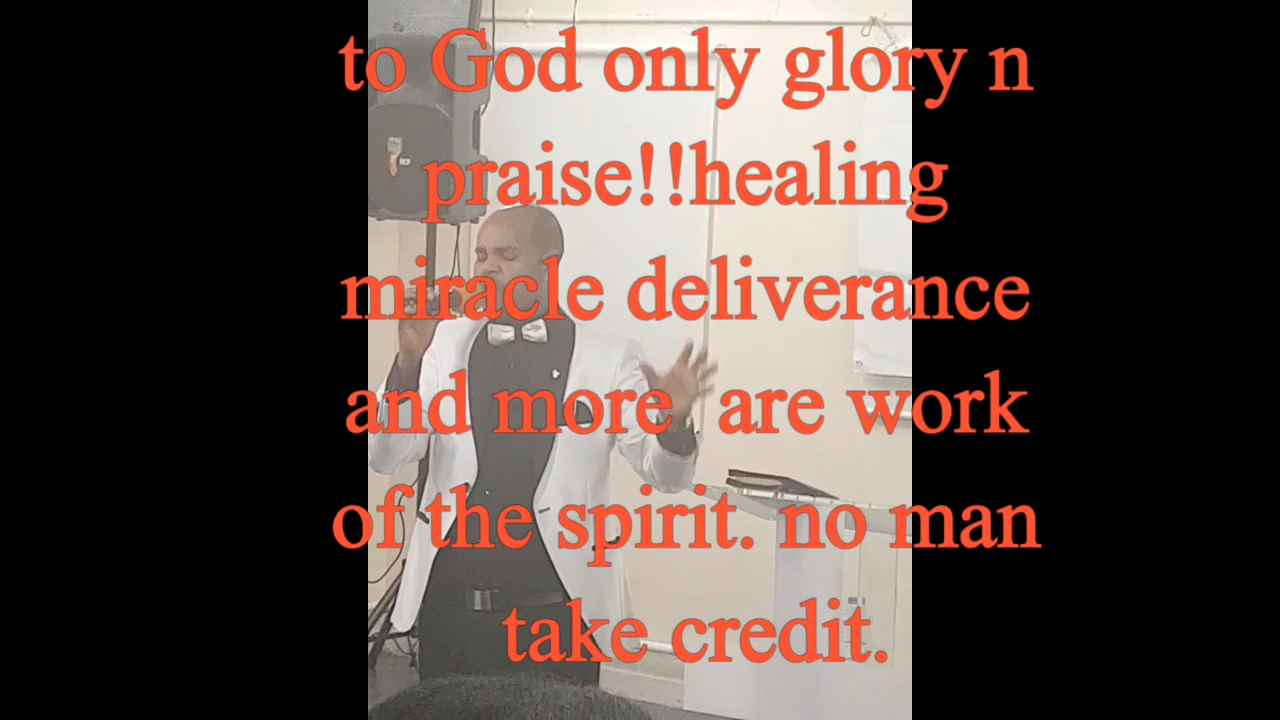 to God only glory n
praise!!healing
miracle deliverance
and more  are work
of the spirit. no man
take credit.